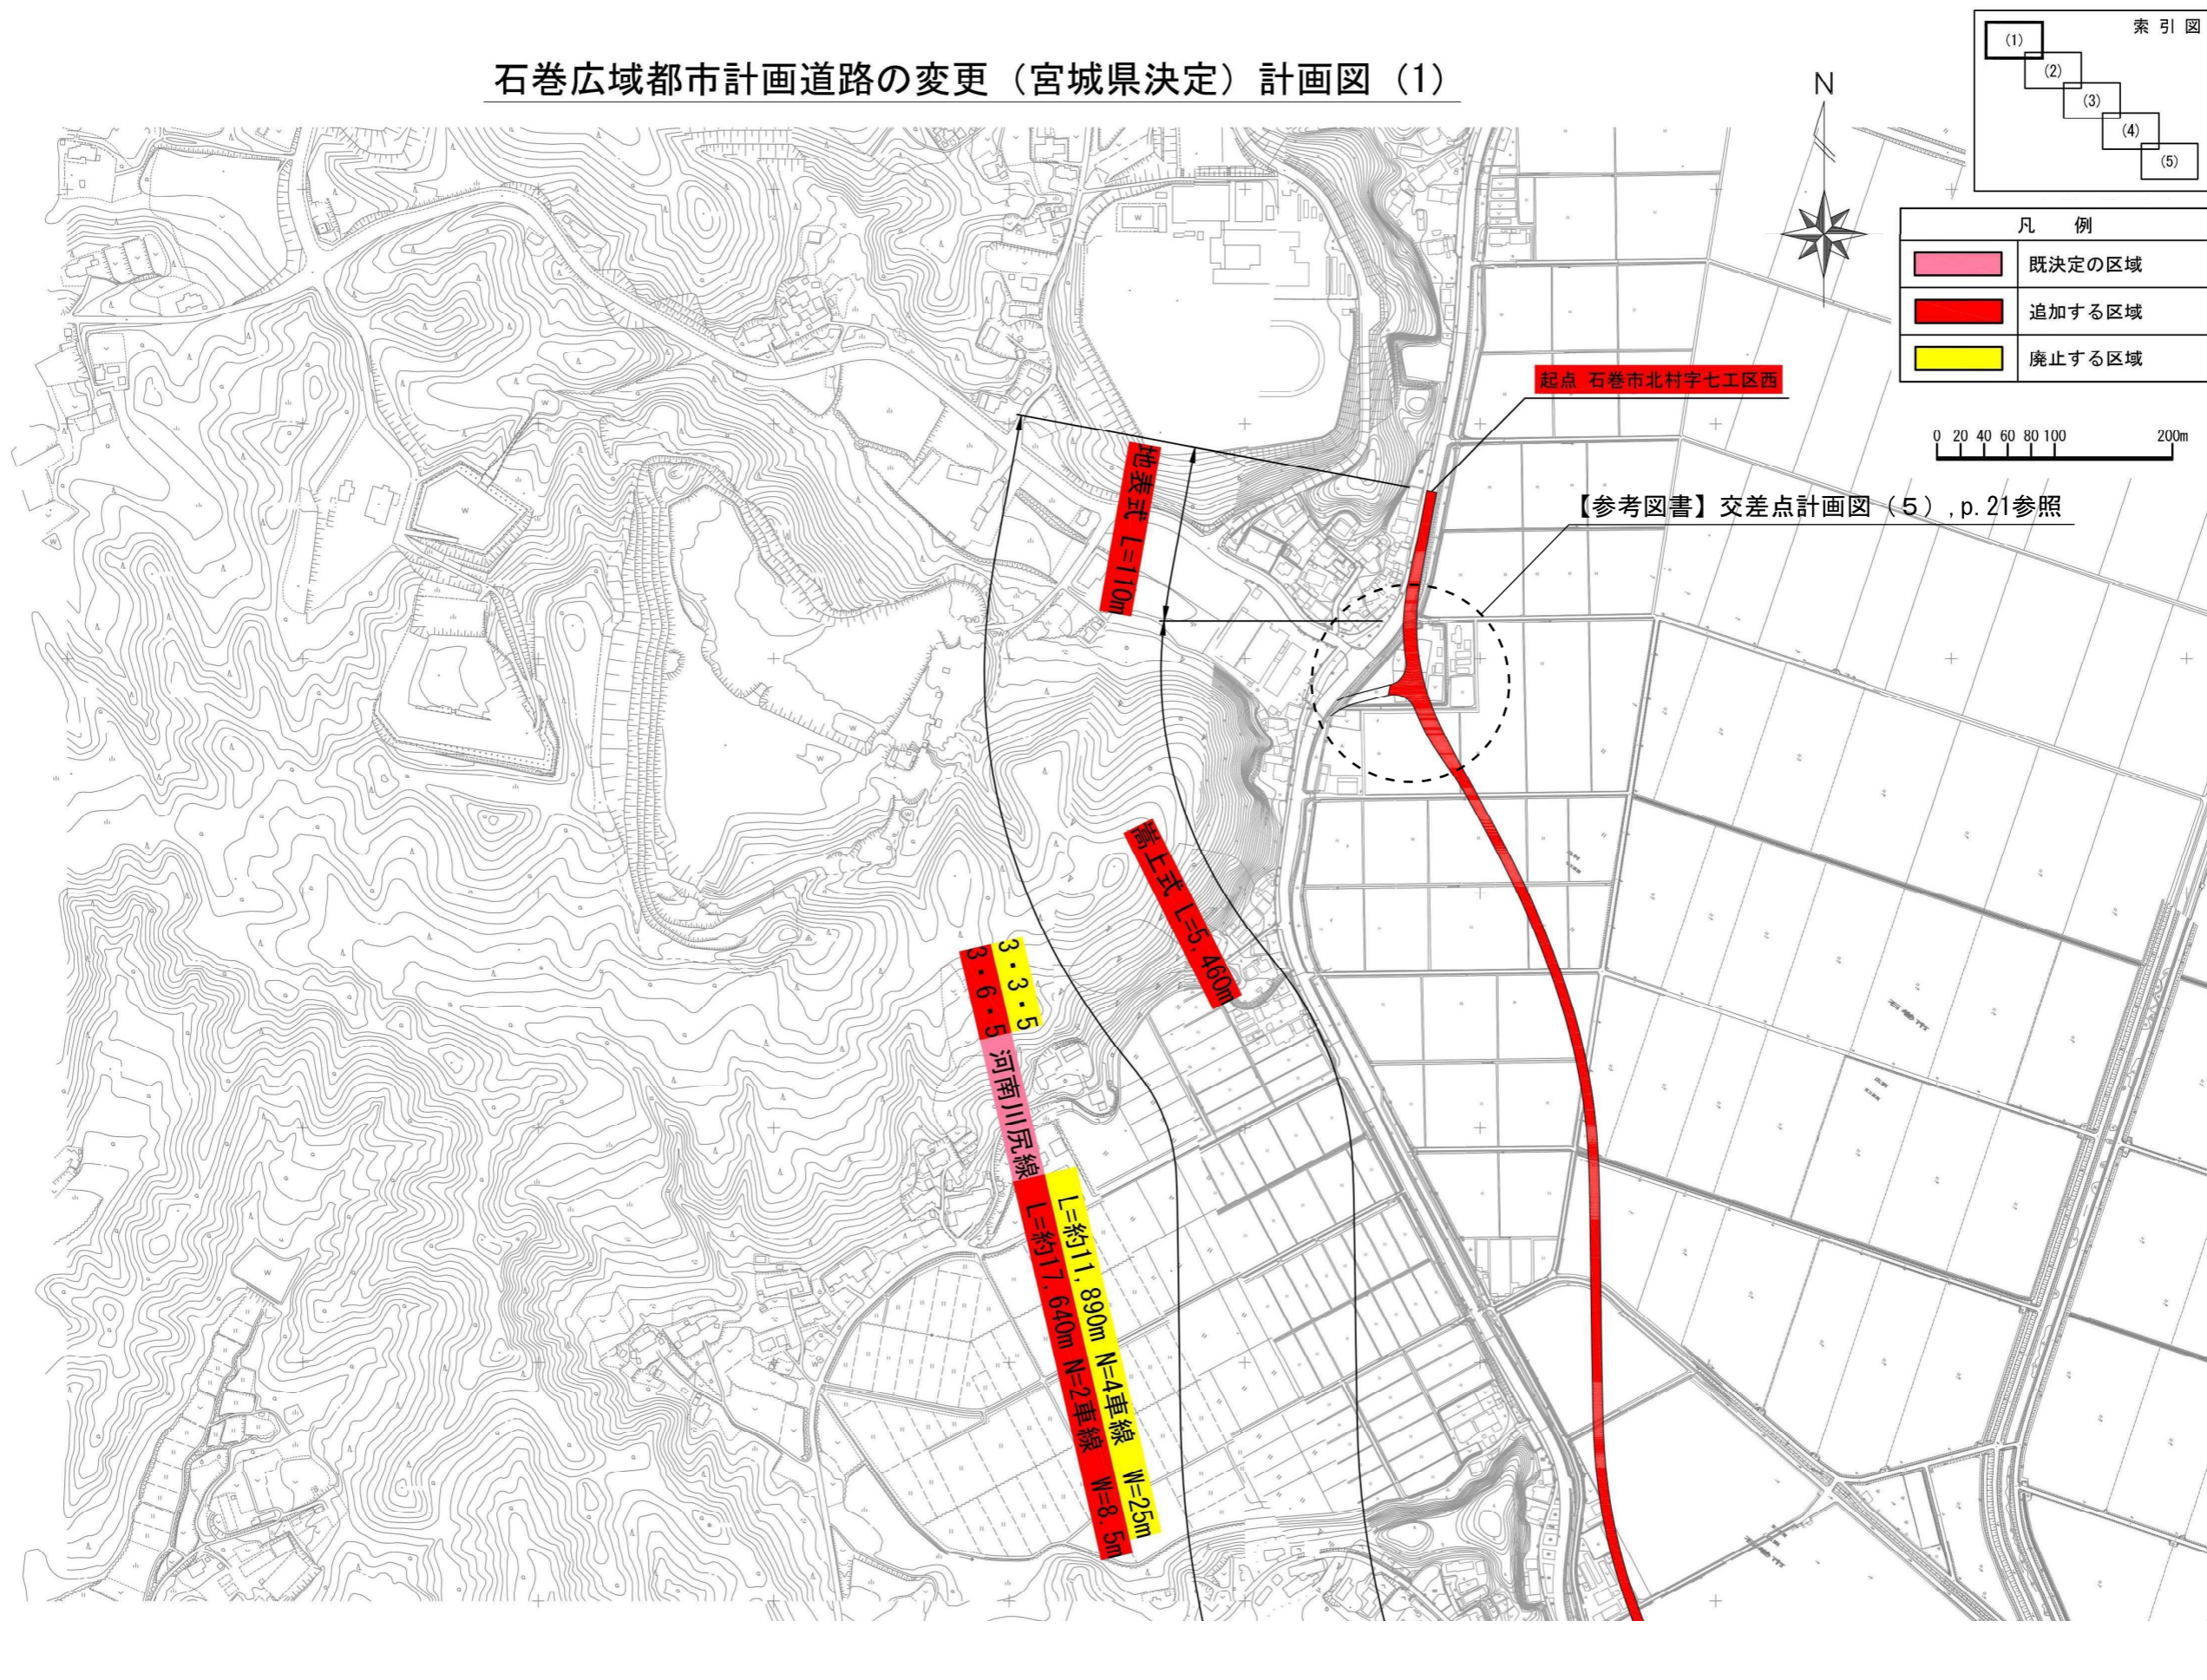 石巻広域都市計画道路の変更（宮城県決定）計画図（1）
索引図
(1)
(2)
(3)
(4)
(5)
N
凡 例
既決定の区域
追加する区域
廃止する区域
0 20 40 60 80 100 200m
起点 石巻市北村字七工区西
【参考図書】交差点計画図（５）,p.21参照
地表式 L=110m
嵩上式 L=5,460m
3・3・5
3・6・5 河南川尻線
L=約11,890m N=4車線 W=25m
L=約17,640m N=2車線 W=8.5m